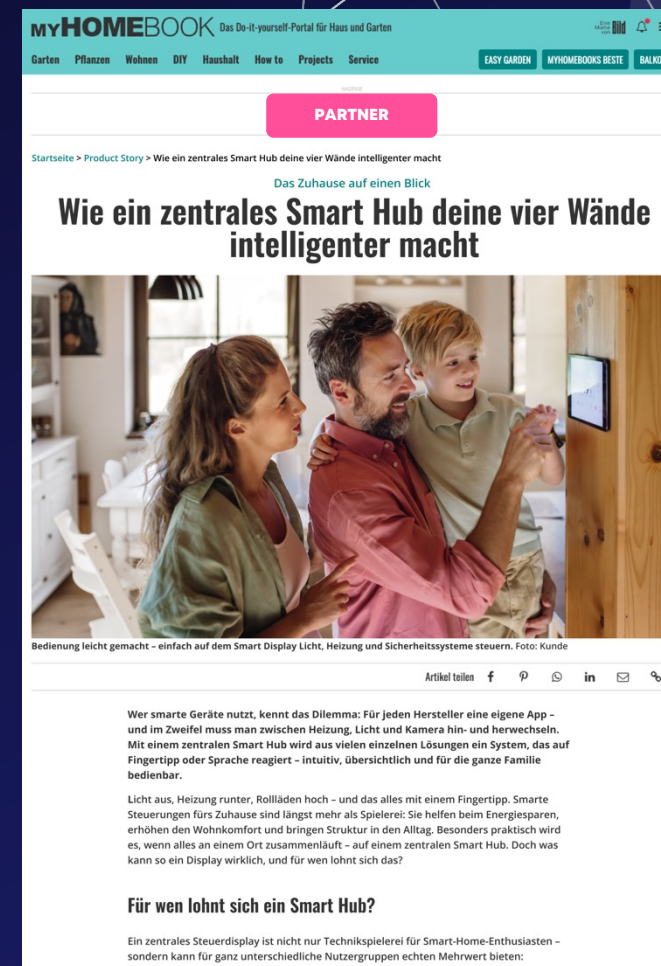 MYHOMEBOOK Das Do-it-yourself-Portal für Haus und Garten
Eine Marke von Bild
Garten Pflanzen Wohnen DIY Haushalt How to Projects Service EASY GARDEN MYHOMEBOOKS BESTE BALKO
ANZEIGE
PARTNER
Startseite > Product Story > Wie ein zentrales Smart Hub deine vier Wände intelligenter macht
Das Zuhause auf einen Blick
Wie ein zentrales Smart Hub deine vier Wände
intelligenter macht
Bedienung leicht gemacht – einfach auf dem Smart Display Licht, Heizung und Sicherheitssysteme steuern. Foto: Kunde
Artikel teilen
Wer smarte Geräte nutzt, kennt das Dilemma: Für jeden Hersteller eine eigene App –
und im Zweifel muss man zwischen Heizung, Licht und Kamera hin- und herwechseln.
Mit einem zentralen Smart Hub wird aus vielen einzelnen Lösungen ein System, das auf
Fingertipp oder Sprache reagiert – intuitiv, übersichtlich und für die ganze Familie
bedienbar.
Licht aus, Heizung runter, Rollläden hoch – und das alles mit einem Fingertipp. Smarte
Steuerungen fürs Zuhause sind längst mehr als Spielerei: Sie helfen beim Energiesparen,
erhöhen den Wohnkomfort und bringen Struktur in den Alltag. Besonders praktisch wird
es, wenn alles an einem Ort zusammenläuft – auf einem zentralen Smart Hub. Doch was
kann so ein Display wirklich, und für wen lohnt sich das?
Für wen lohnt sich ein Smart Hub?
Ein zentrales Steuerdisplay ist nicht nur Technikspielerei für Smart-Home-Enthusiasten –
sondern kann für ganz unterschiedliche Nutzergruppen echten Mehrwert bieten: